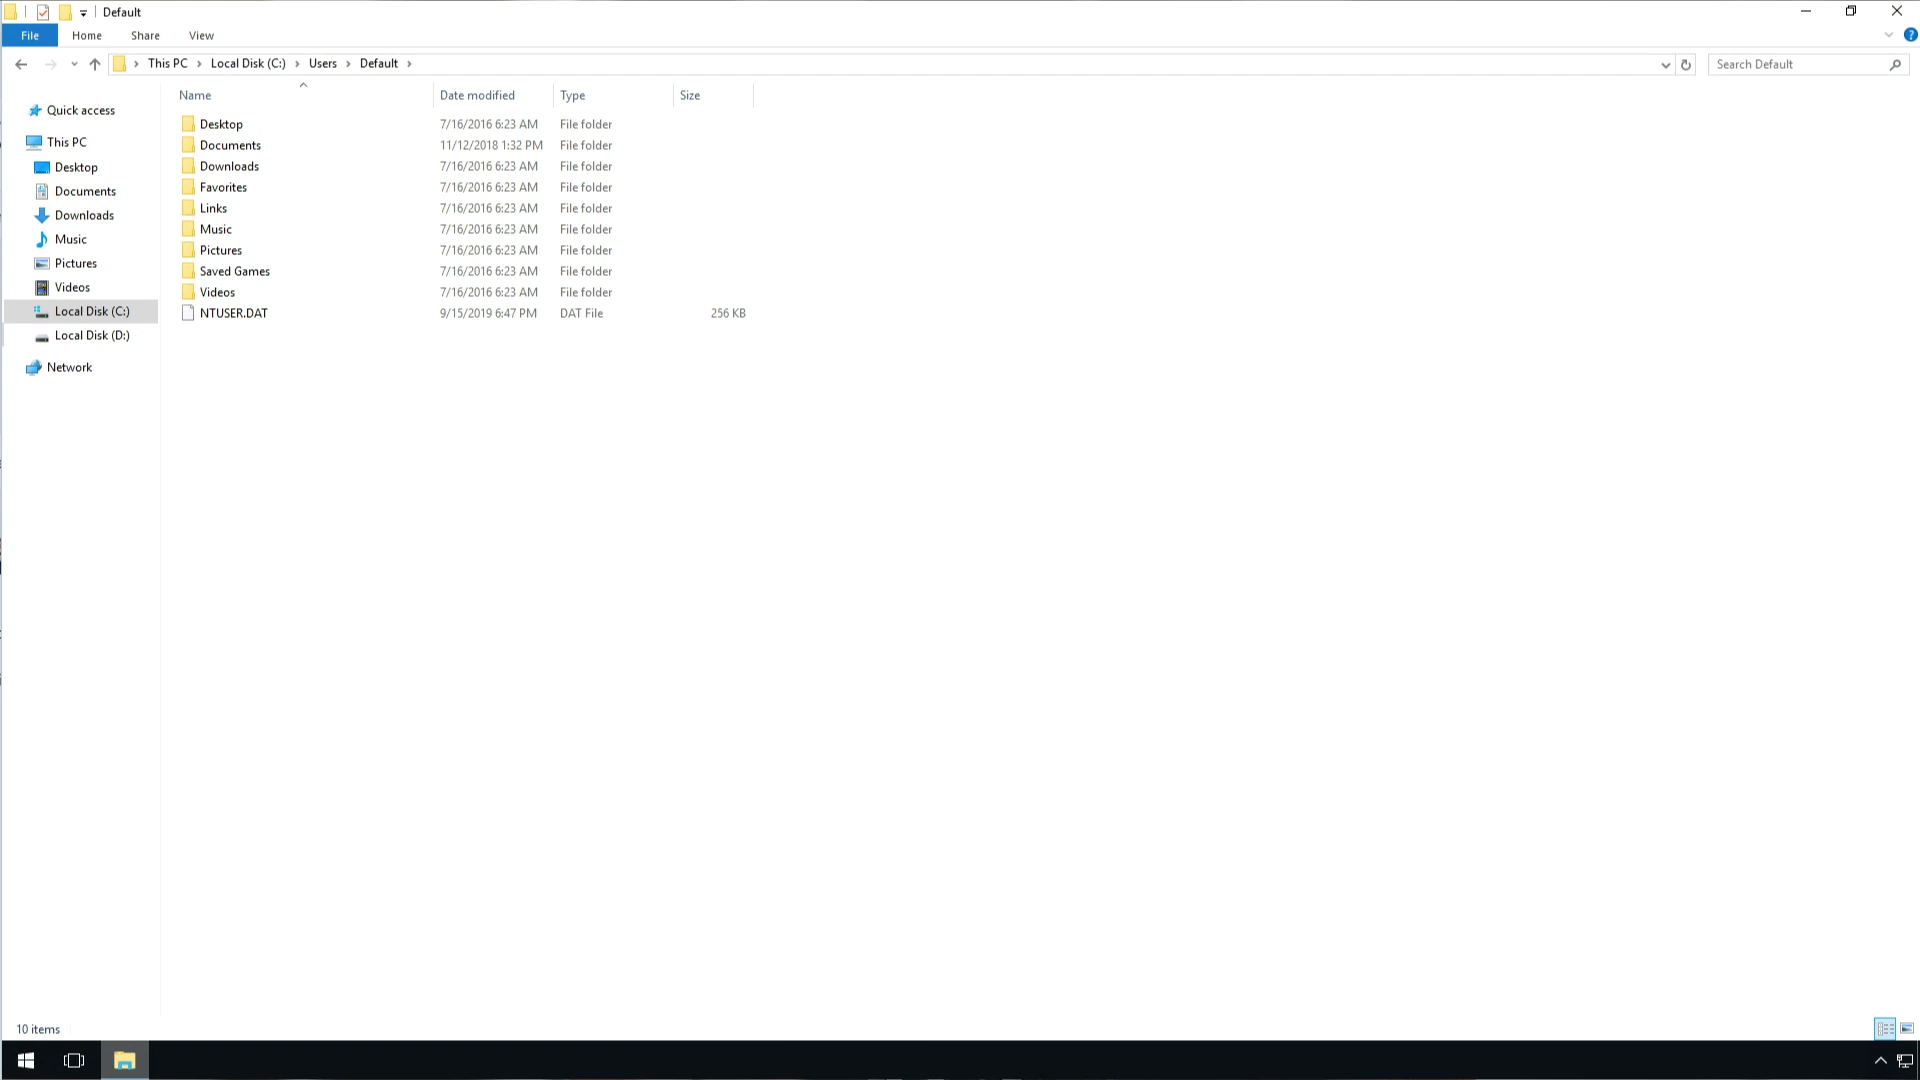 Default
File Home Share View
This PC Local Disk (C:) Users Default
Search Default
Name Date modified Type Size
Quick access
This PC
Desktop
Documents
Downloads
Music
Pictures
Videos
Local Disk (C:)
Local Disk (D:)
Network
Desktop 7/16/2016 6:23 AM File folder
Documents 11/12/2018 1:32 PM File folder
Downloads 7/16/2016 6:23 AM File folder
Favorites 7/16/2016 6:23 AM File folder
Links 7/16/2016 6:23 AM File folder
Music 7/16/2016 6:23 AM File folder
Pictures 7/16/2016 6:23 AM File folder
Saved Games 7/16/2016 6:23 AM File folder
Videos 7/16/2016 6:23 AM File folder
NTUSER.DAT 9/15/2019 6:47 PM DAT File 256 KB
10 items